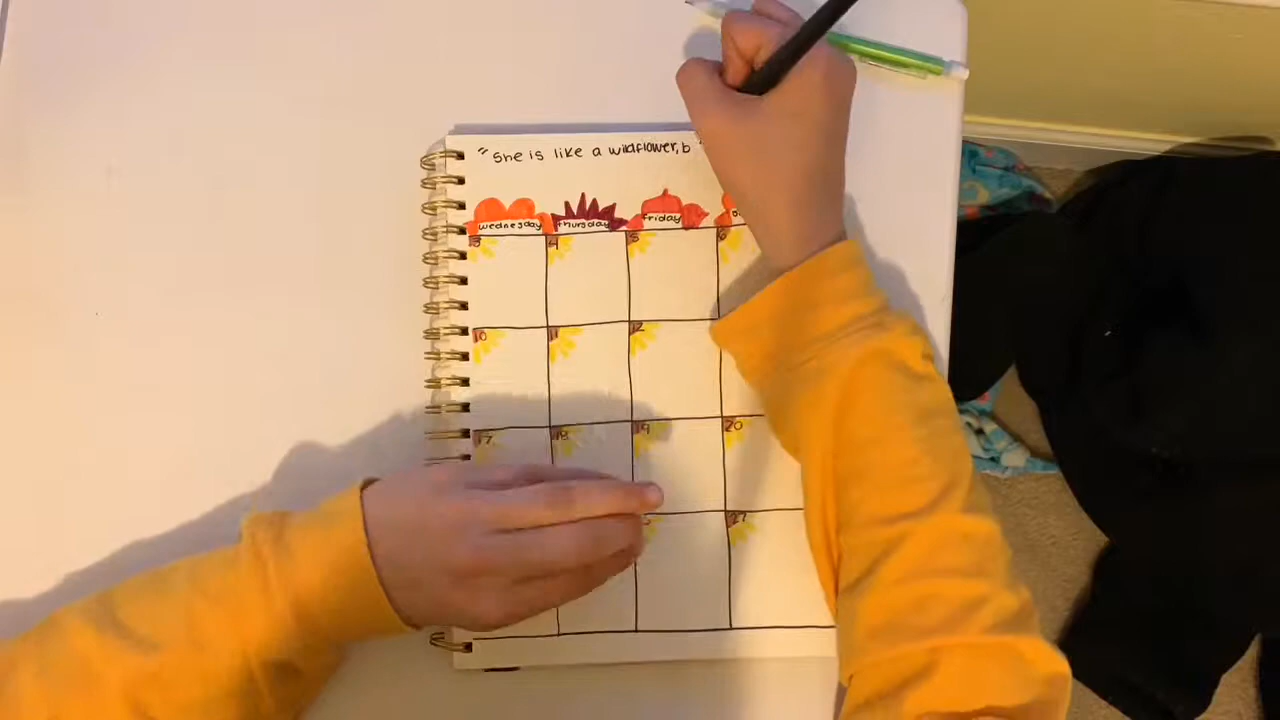 "She is like a wildflower, b "
wednesday thursday friday
3 4 5 6
10 11 12
17 18 19 20
27